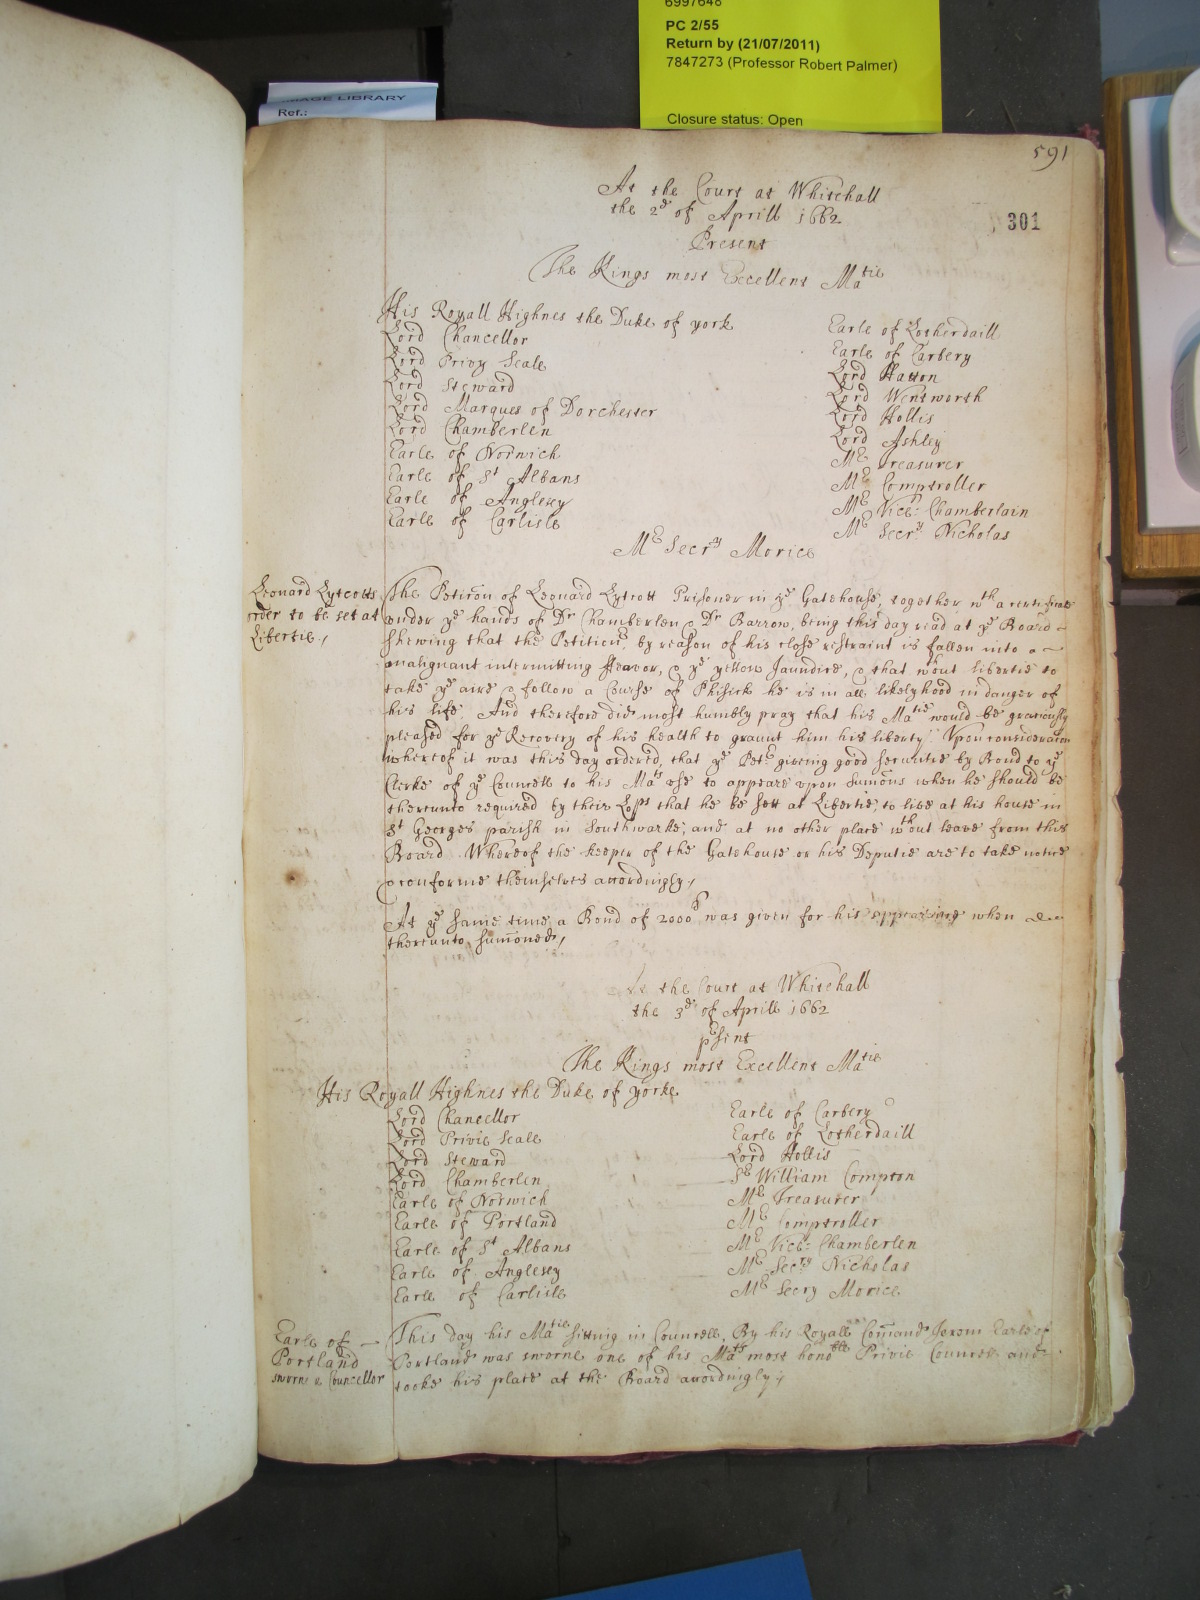 6997648
PC 2/55
Return by (21/07/2011)
7847273 (Professor Robert Palmer)
Closure status: Open
IMAGE LIBRARY
Ref.:
591
301
At the Court at Whitehall
the 2d of Aprill 1662
Present
The Kings most Excellent Matie
His Royall Highnes the Duke of york
Lord Chancellor
Lord Privy Seale
Lord Steward
Lord Marques of Dorchester
Lord Chamberlen
Earle of Norwich
Earle of St Albans
Earle of Anglesey
Earle of Carlisle
Earle of Lotherdaill
Earle of Carbery
Lord Hatton
Lord Wentworth
Lord Hollis
Lord Ashley
Mr Treasurer
Mr Comptroller
Mr Vice: Chamberlain
Mr Secry Nicholas
Mr Secry Morice
Leonard Lytcotts
order to be set at
Libertie,
The Petiōn of Leonard Lytcott Prisoner in ye Gatehouse, together wth a certificate
under ye hands of Dr Chamberlen & Dr Barrow, being this day read at ye Board
shewing that the Petitionr by reason of his close restraint is fallen into a
malignant intermitting Feavor, & ye yellow Jaundice, & that wthout libertie to
take ye aire & follow a Course of Phisick he is in all likelyhood in danger of
his life. And therefore did most humbly pray that his Matie would be graciously
pleased for ye Recovery of his health to graunt him his liberty. Vpon consideration
whereof it was this day ordered, that ye Petr giveing good securitie by Bond to ye
Clerke of ye Councell to his Mats vse to appeare vpon Sumōns when he should be
thereunto required by their Lops that he be sett at Libertie, to live at his house in
St Georges parish in Southwarke, and at no other place wthout leave from this
Board. Whereof the keeper of the Gatehouse or his Deputie are to take notice
& conforme themselves accordingly,
At ye same time a Bond of 2000l was given for his appearing when
thereunto sumōned,
At the Court at Whitehall
the 3d of Aprill 1662
prsent
The Kings most Excellent Matie
His Royall Highnes the Duke of yorke
Lord Chancellor
Lord Privie Seale
Lord Steward
Lord Chamberlen
Earle of Norwich
Earle of Portland
Earle of St Albans
Earle of Anglesey
Earle of Carlisle
Earle of Carbery
Earle of Lotherdaill
Lord Hollis
Sr William Compton
Mr Treasurer
Mr Comptroller
Mr Vice: Chamberlen
Mr Secry Nicholas
Mr Secry Morice
Earle of
Portland
sworne a Councellor
This day his Matie sitting in Councell, By his Royall Comānd Jerom Earle of
Portland was sworne one of his Mats most honoble Privie Councell and
tooke his place at the Board accordingly,